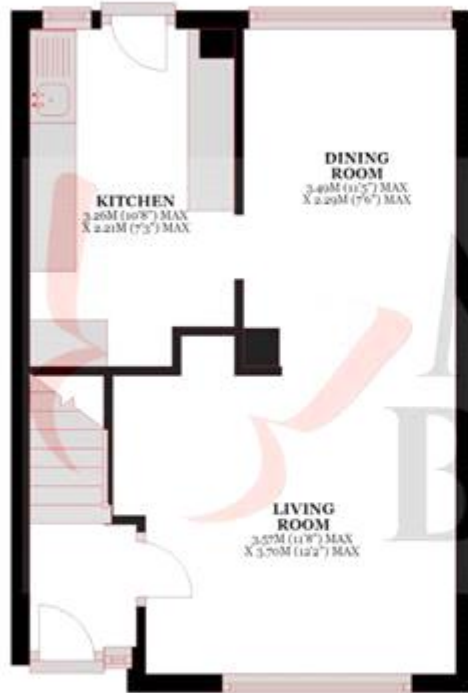 KITCHEN
3.26M (10'8") MAX
X 2.21M (7'3") MAX
DINING
ROOM
3.49M (11'5") MAX
X 2.29M (7'6") MAX
LIVING
ROOM
3.57M (11'8") MAX
X 3.70M (12'2") MAX